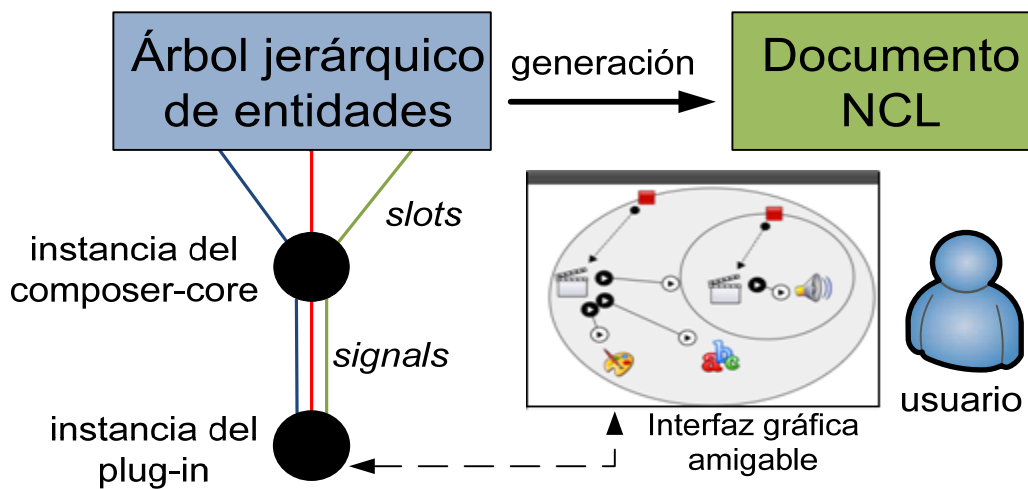 Árbol jerárquico
de entidades
generación
Documento
NCL
slots
instancia del
composer-core
signals
abc
usuario
instancia del
plug-in
Interfaz gráfica
amigable